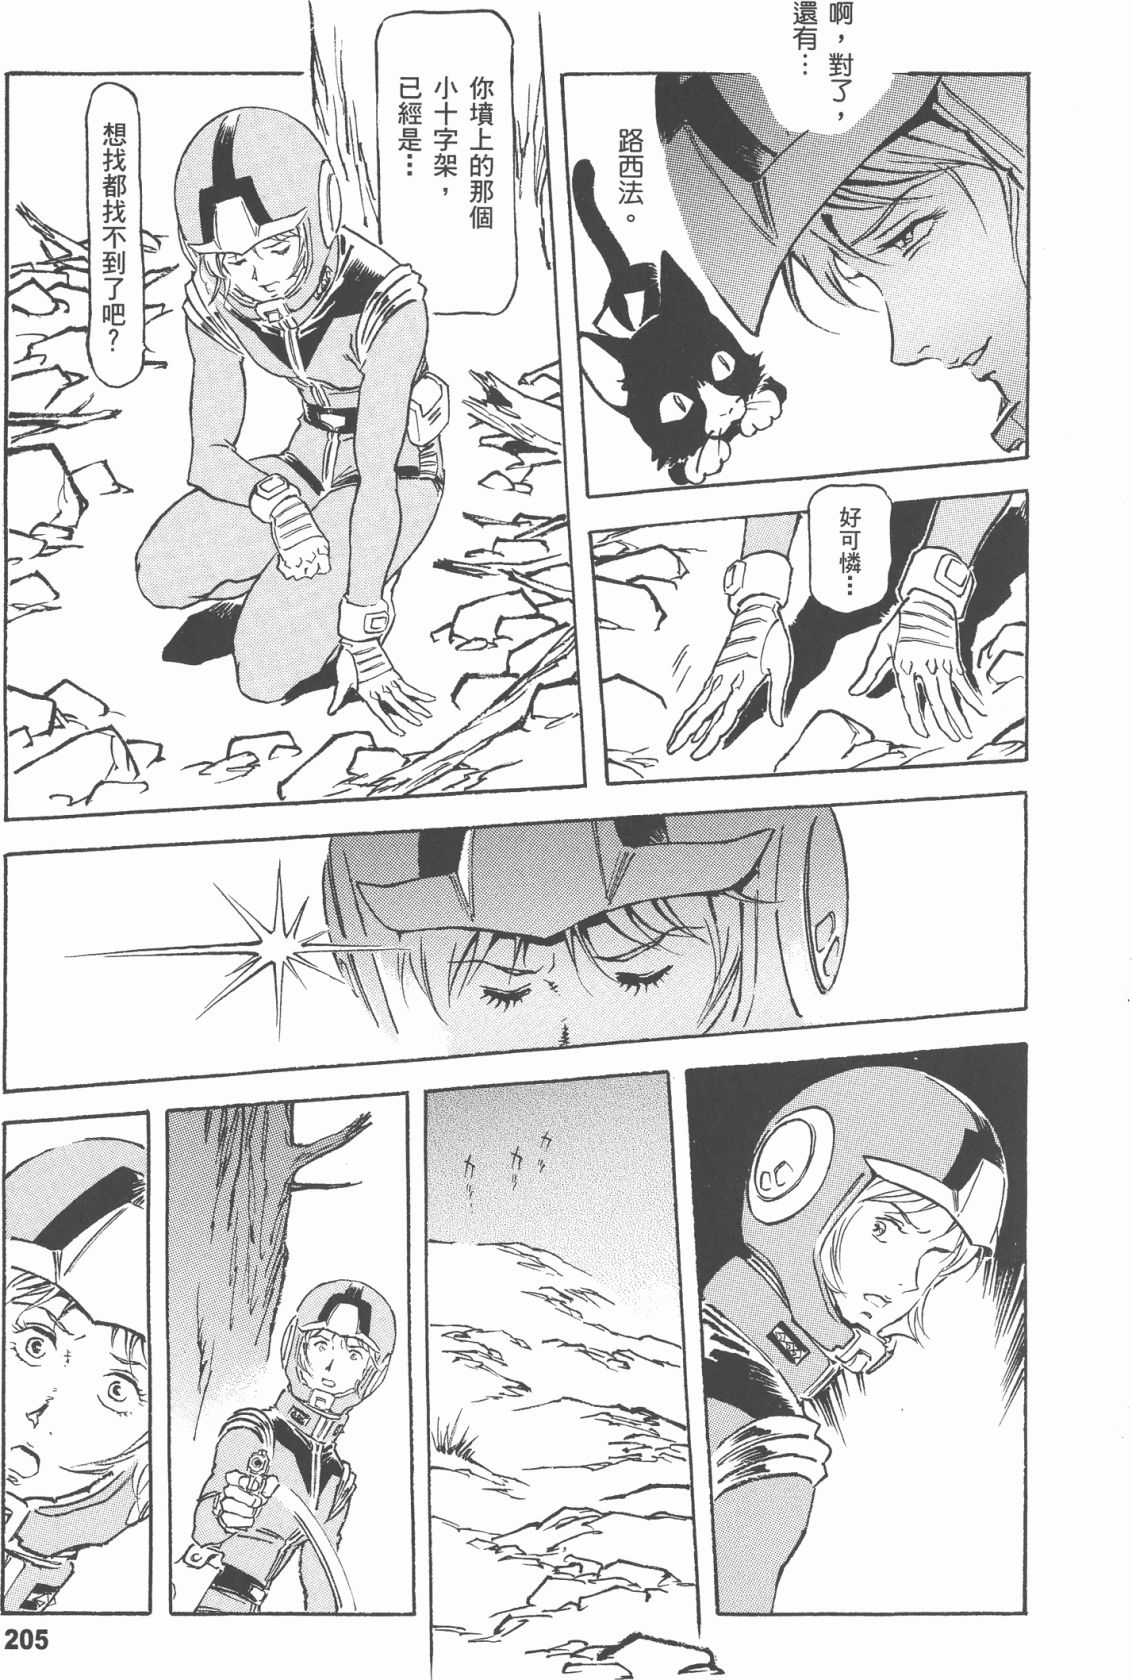 啊，對了，
還有…
路西法。
好可憐…
你墳上的那個
小十字架，
已經是…
想找都找不到了吧？
カッ
カッ
カッ
205